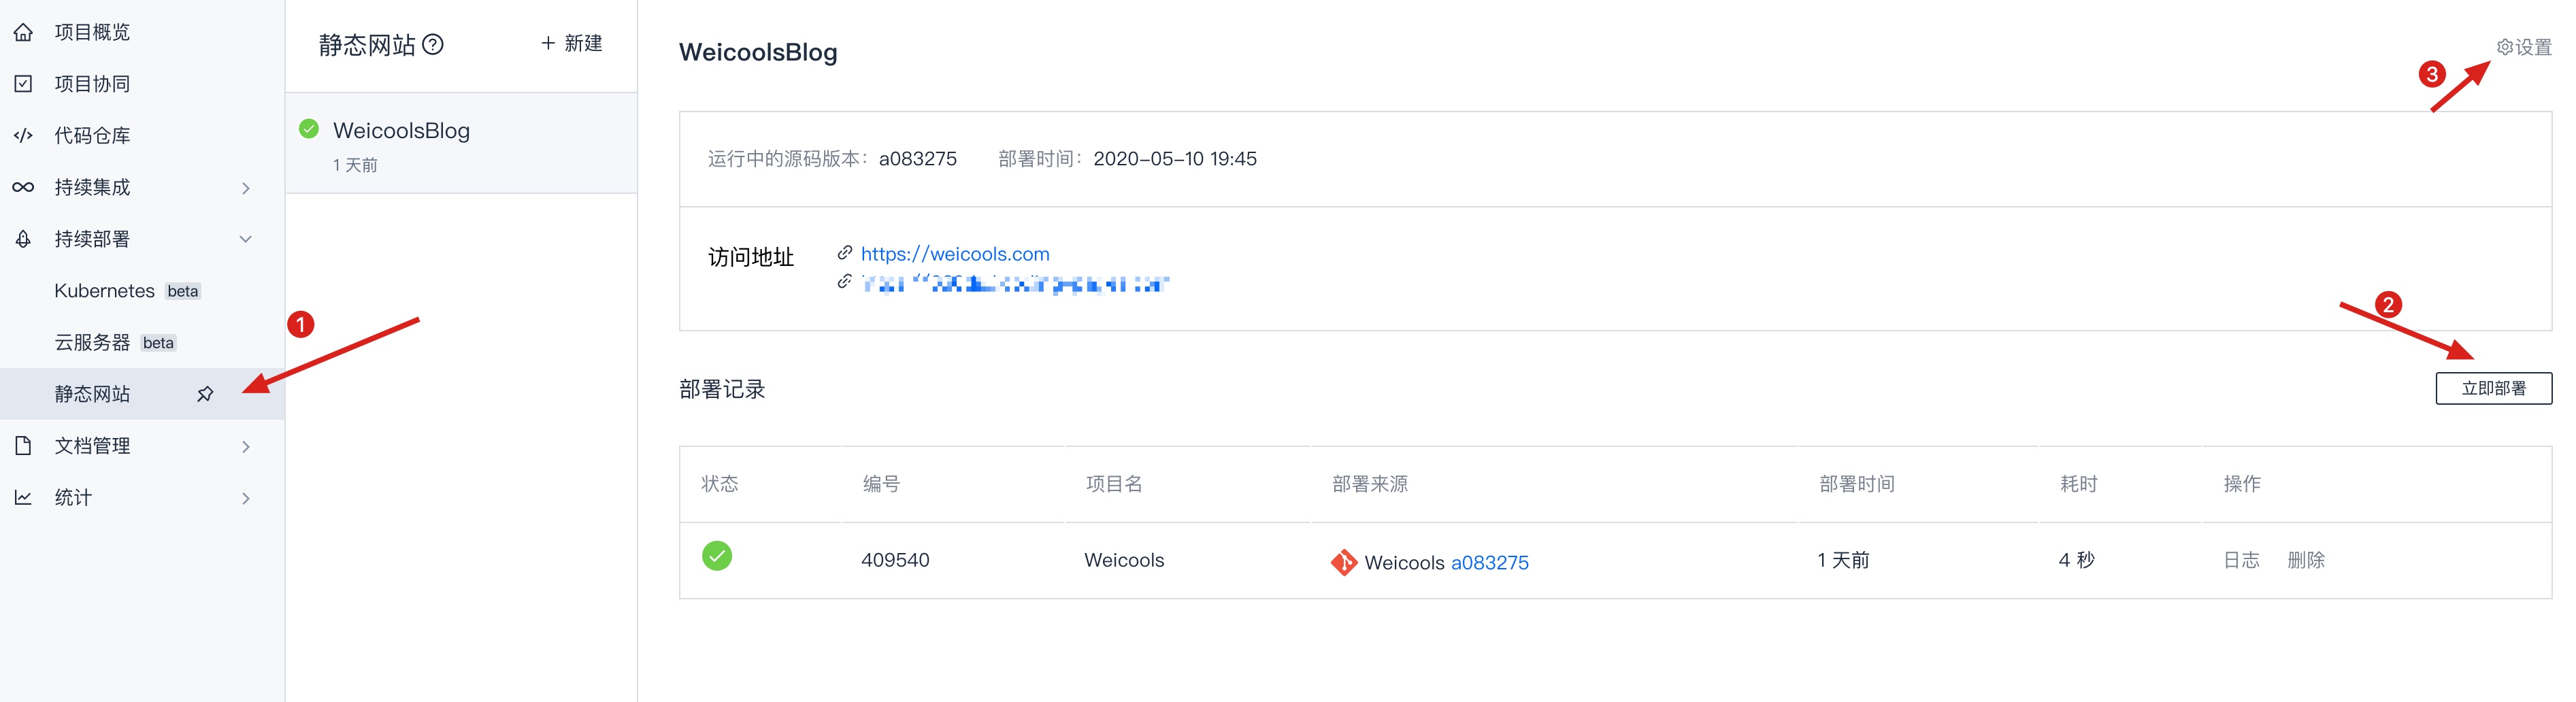 项目概览
项目协同
代码仓库
持续集成
持续部署
Kubernetes beta
云服务器 beta
静态网站
文档管理
统计
1
静态网站 ?
+ 新建
WeicoolsBlog
1 天前
WeicoolsBlog
设置
3
运行中的源码版本: a083275 部署时间: 2020-05-10 19:45
访问地址
https://weicools.com
2
部署记录
立即部署
状态 编号 项目名 部署来源 部署时间 耗时 操作
409540 Weicools Weicools a083275 1 天前 4 秒 日志 删除